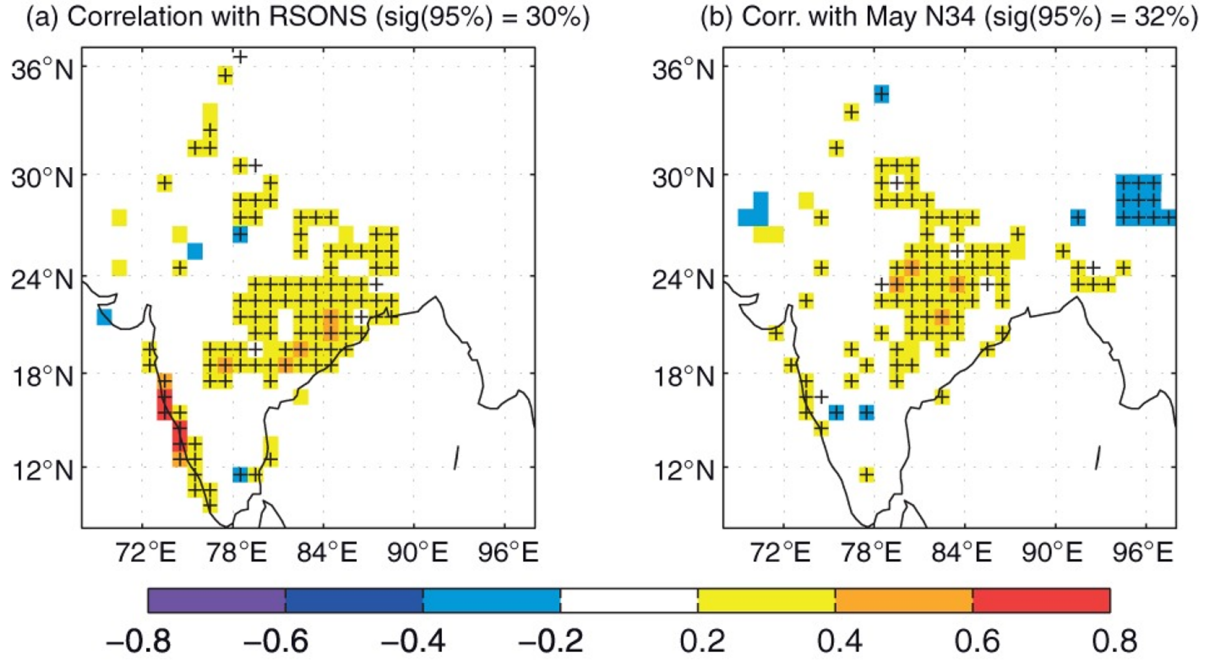 (a) Correlation with RSONS (sig(95%) = 30%)
(b) Corr. with May N34 (sig(95%) = 32%)
36°N
30°N
24°N
18°N
12°N
72°E 78°E 84°E 90°E 96°E
36°N
30°N
24°N
18°N
12°N
72°E 78°E 84°E 90°E 96°E
−0.8 −0.6 −0.4 −0.2 0.2 0.4 0.6 0.8